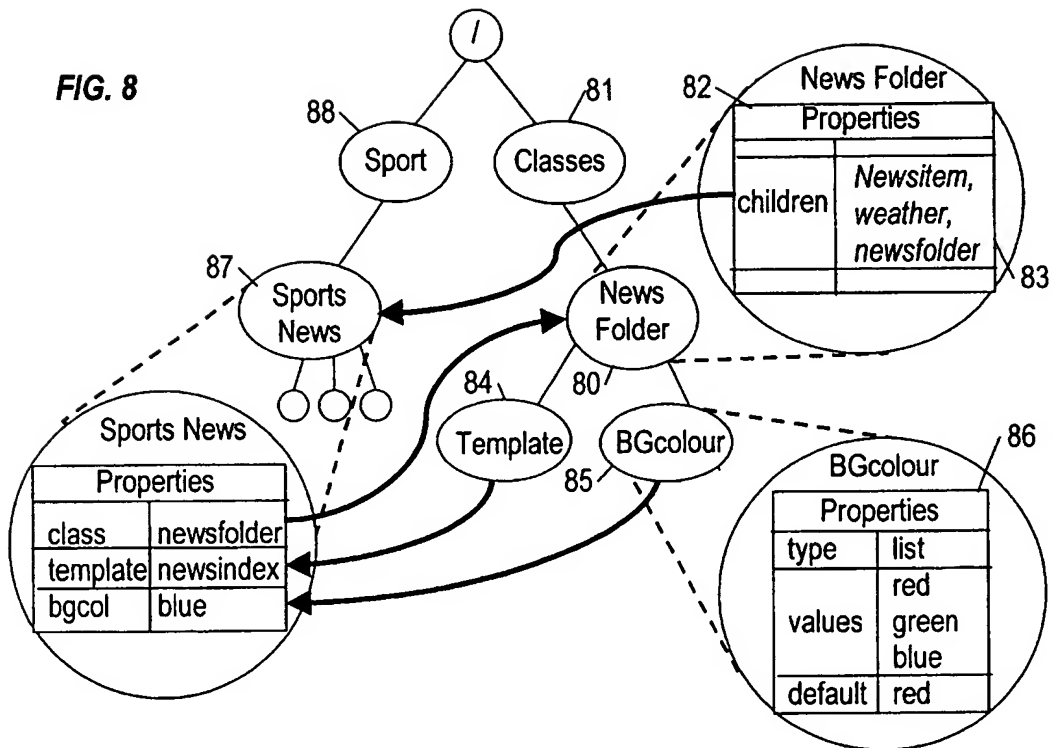 FIG. 8
/
88
Sport
81
Classes
82
News Folder
Properties
children
Newsitem,
weather,
newsfolder
83
87
Sports
News
News
Folder
80
84
Template
85
BGcolour
Sports News
Properties
class newsfolder
template newsindex
bgcol blue
86
BGcolour
Properties
type list
values
red
green
blue
default red